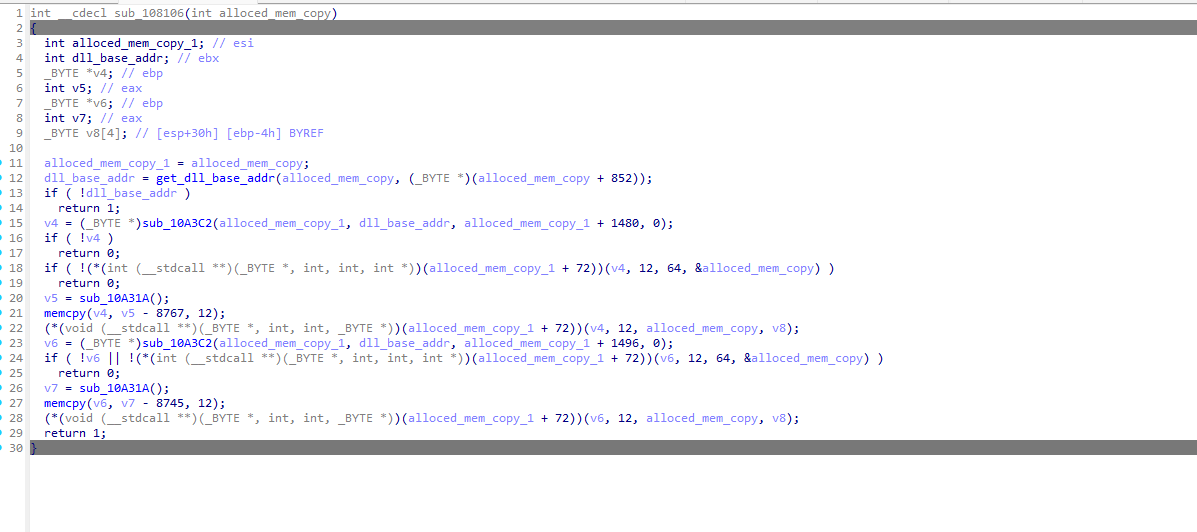 1 int __cdecl sub_108106(int alloced_mem_copy)
2 {
3 int alloced_mem_copy_1; // esi
4 int dll_base_addr; // ebx
5 _BYTE *v4; // ebp
6 int v5; // eax
7 _BYTE *v6; // ebp
8 int v7; // eax
9 _BYTE v8[4]; // [esp+30h] [ebp-4h] BYREF
10
11 alloced_mem_copy_1 = alloced_mem_copy;
12 dll_base_addr = get_dll_base_addr(alloced_mem_copy, (_BYTE *)(alloced_mem_copy + 852));
13 if ( !dll_base_addr )
14 return 1;
15 v4 = (_BYTE *)sub_10A3C2(alloced_mem_copy_1, dll_base_addr, alloced_mem_copy_1 + 1480, 0);
16 if ( !v4 )
17 return 0;
18 if ( !(*(int (__stdcall **)(_BYTE *, int, int, int *))(alloced_mem_copy_1 + 72))(v4, 12, 64, &alloced_mem_copy) )
19 return 0;
20 v5 = sub_10A31A();
21 memcpy(v4, v5 - 8767, 12);
22 (*(void (__stdcall **)(_BYTE *, int, int, _BYTE *))(alloced_mem_copy_1 + 72))(v4, 12, alloced_mem_copy, v8);
23 v6 = (_BYTE *)sub_10A3C2(alloced_mem_copy_1, dll_base_addr, alloced_mem_copy_1 + 1496, 0);
24 if ( !v6 || !(*(int (__stdcall **)(_BYTE *, int, int, int *))(alloced_mem_copy_1 + 72))(v6, 12, 64, &alloced_mem_copy) )
25 return 0;
26 v7 = sub_10A31A();
27 memcpy(v6, v7 - 8745, 12);
28 (*(void (__stdcall **)(_BYTE *, int, int, _BYTE *))(alloced_mem_copy_1 + 72))(v6, 12, alloced_mem_copy, v8);
29 return 1;
30 }